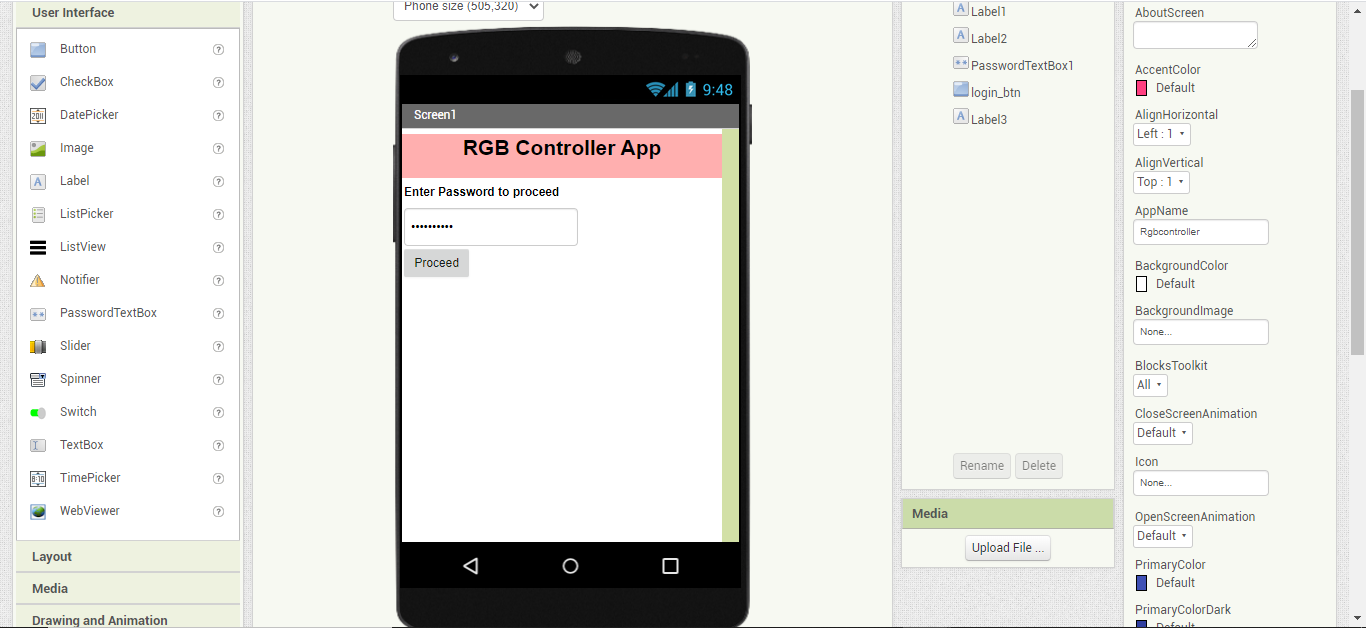 User Interface
Button
CheckBox
DatePicker
Image
Label
ListPicker
ListView
Notifier
PasswordTextBox
Slider
Spinner
Switch
TextBox
TimePicker
WebViewer
Layout
Media
Drawing and Animation
Phone size (505,320)
9:48
Screen1
RGB Controller App
Enter Password to proceed
••••••••••
Proceed
Label1
Label2
PasswordTextBox1
login_btn
Label3
Rename Delete
Media
Upload File ...
AboutScreen
AccentColor
Default
AlignHorizontal
Left : 1
AlignVertical
Top : 1
AppName
Rgbcontroller
BackgroundColor
Default
BackgroundImage
None...
BlocksToolkit
All
CloseScreenAnimation
Default
Icon
None...
OpenScreenAnimation
Default
PrimaryColor
Default
PrimaryColorDark
Default